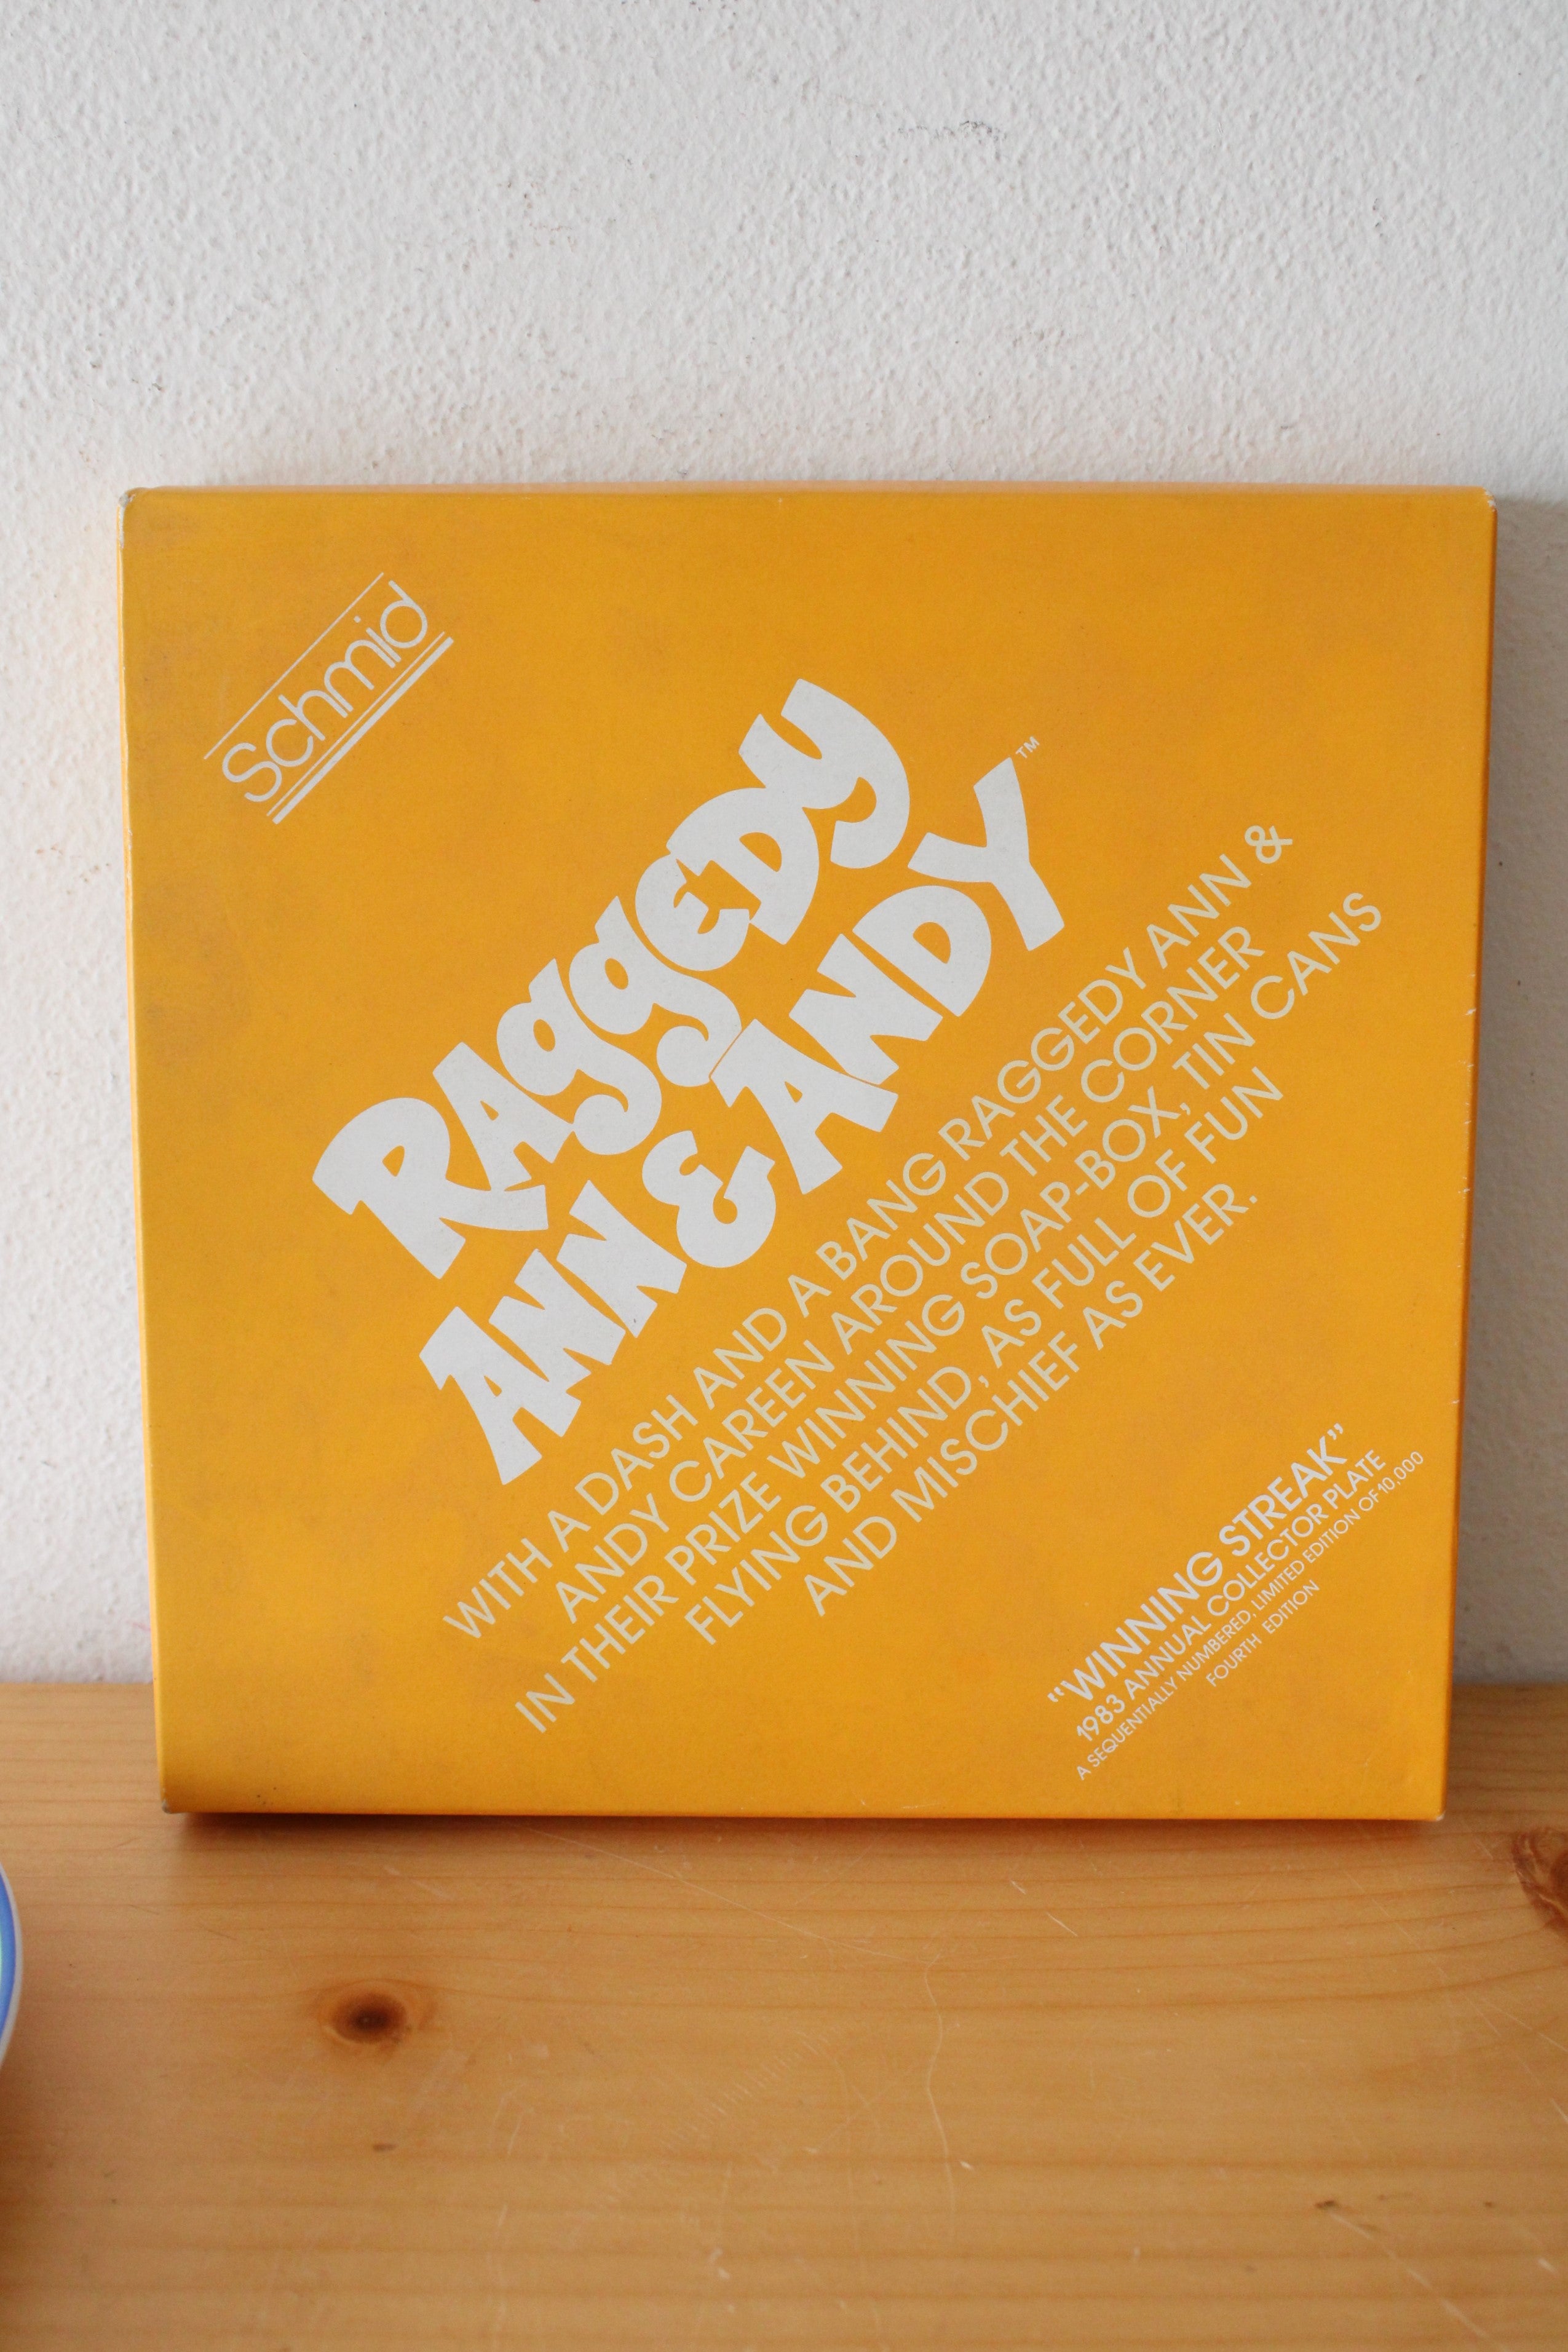 Schmid
RAggeDy
ANN & ANDY™
WITH A DASH AND A BANG RAGGEDY ANN &
ANDY CAREEN AROUND THE CORNER
IN THEIR PRIZE WINNING SOAP-BOX, TIN CANS
FLYING BEHIND, AS FULL OF FUN
AND MISCHIEF AS EVER.
"WINNING STREAK"
1983 ANNUAL COLLECTOR PLATE
A SEQUENTIALLY NUMBERED, LIMITED EDITION OF 10,000
FOURTH EDITION